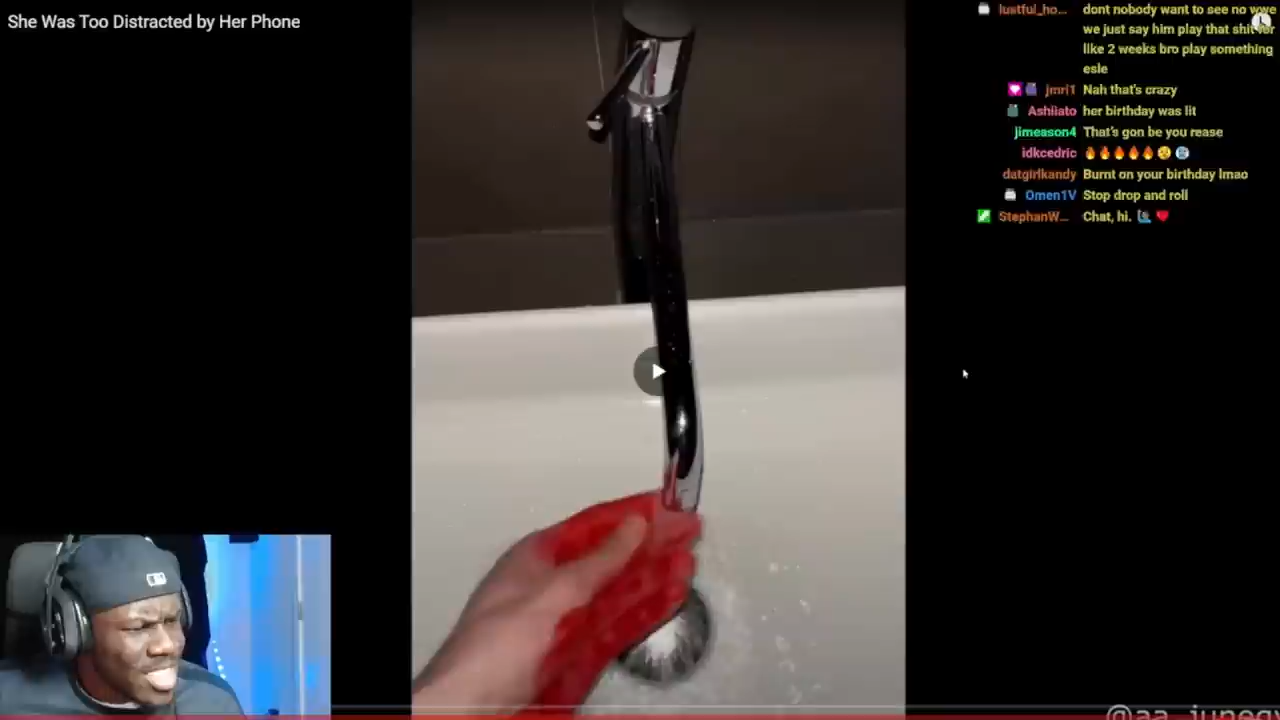 She Was Too Distracted by Her Phone
lustful_ho... dont nobody want to see no wwe
we just say him play that shit for
like 2 weeks bro play something
esle
jmri1 Nah that's crazy
Ashiiato her birthday was lit
jimeason4 That's gon be you rease
idkcedric
datgirlkandy Burnt on your birthday lmao
Omen1V Stop drop and roll
StephanW... Chat, hi.